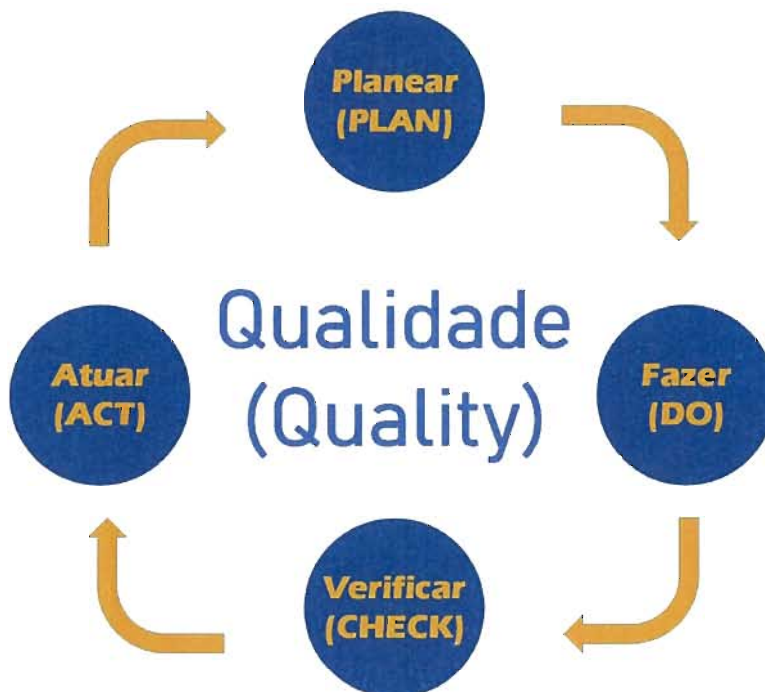 Planear
(PLAN)
Qualidade
(Quality)
Atuar
(ACT)
Fazer
(DO)
Verificar
(CHECK)